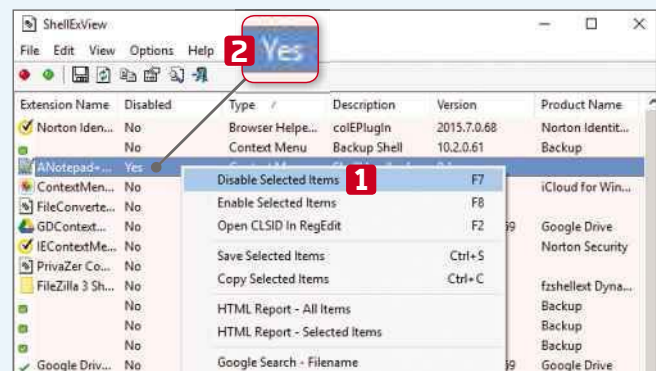 ShellExView
File Edit View Options Help
2 Yes
Extension Name Disabled Type / Description Version Product Name
Norton Iden... No Browser Helpe... coIEPlugin 2015.7.0.68 Norton Identit...
No Context Menu Backup Shell 10.2.0.61 Backup
ANotepad+... Yes
ContextMen... No iCloud for Win...
FileConverte... No
GDContext... No 59 Google Drive
IEContextMe... No Norton Security
PrivaZer Co... No
FileZilla 3 Sh... No fzshellext Dyna...
No Backup
No Backup
No Backup
Google Driv... No 59 Google Drive
Disable Selected Items 1 F7
Enable Selected Items F8
Open CLSID In RegEdit F2
Save Selected Items Ctrl+S
Copy Selected Items Ctrl+C
HTML Report - All Items
HTML Report - Selected Items
Google Search - Filename